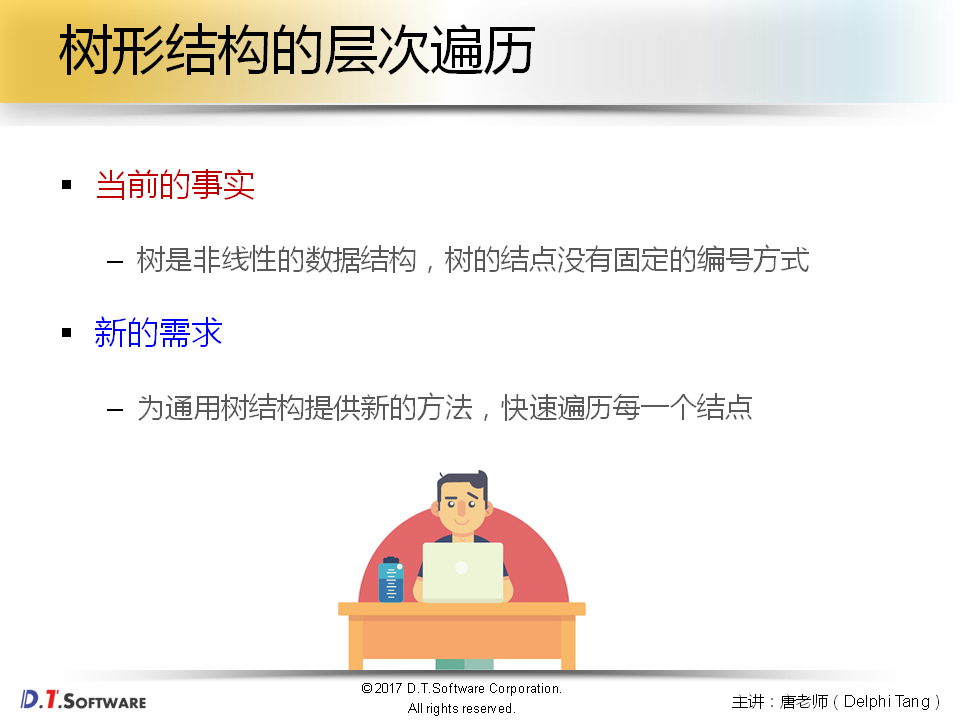 树形结构的层次遍历
▪ 当前的事实
– 树是非线性的数据结构，树的结点没有固定的编号方式
▪ 新的需求
– 为通用树结构提供新的方法，快速遍历每一个结点
D.T.SOFTWARE
©2017 D.T.Software Corporation.
All rights reserved.
主讲：唐老师（Delphi Tang）